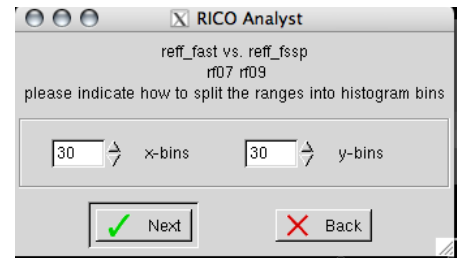 X RICO Analyst
reff_fast vs. reff_fssp
rf07 rf09
please indicate how to split the ranges into histogram bins
30 x-bins 30 y-bins
Next Back